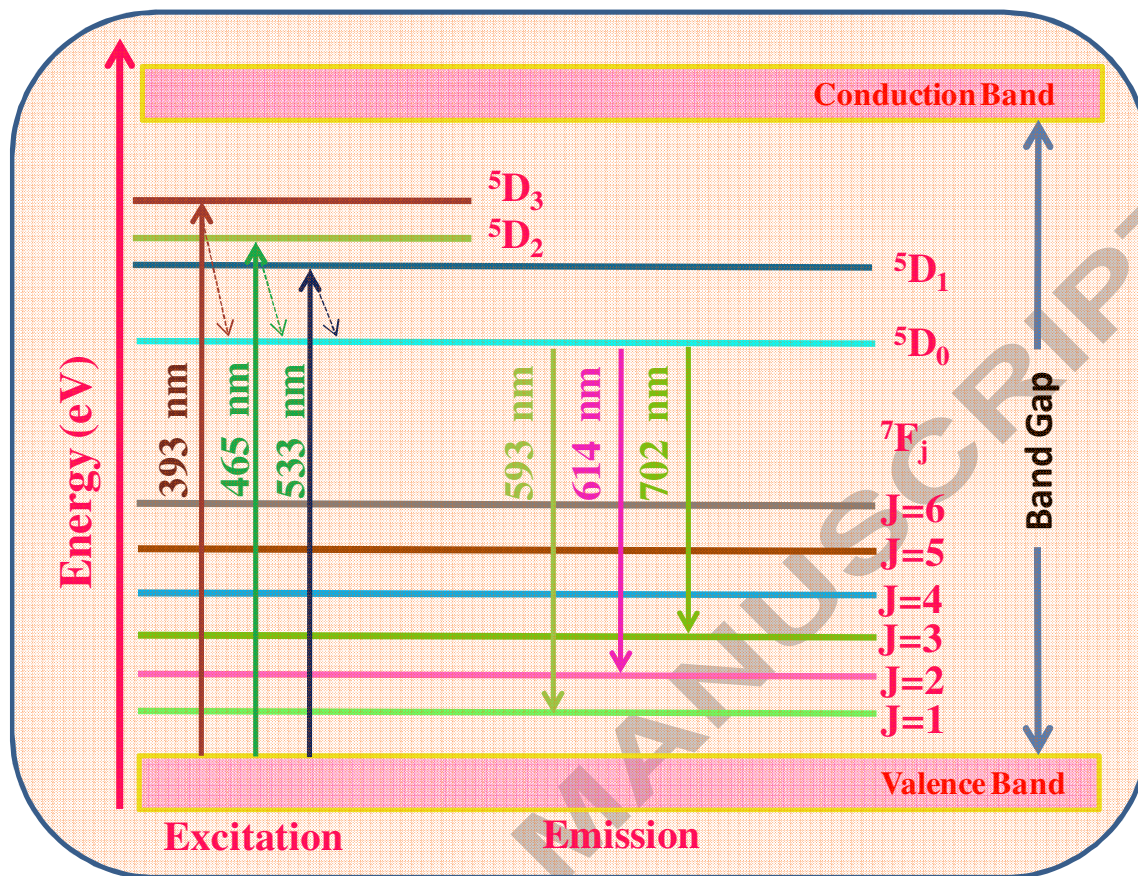 Conduction Band
⁵D₃
⁵D₂
⁵D₁
⁵D₀
Energy (eV)
393 nm
465 nm
533 nm
593 nm
614 nm
702 nm
⁷Fⱼ
Band Gap
J=6
J=5
J=4
J=3
J=2
J=1
Valence Band
Excitation
Emission
MANUSCRIPT